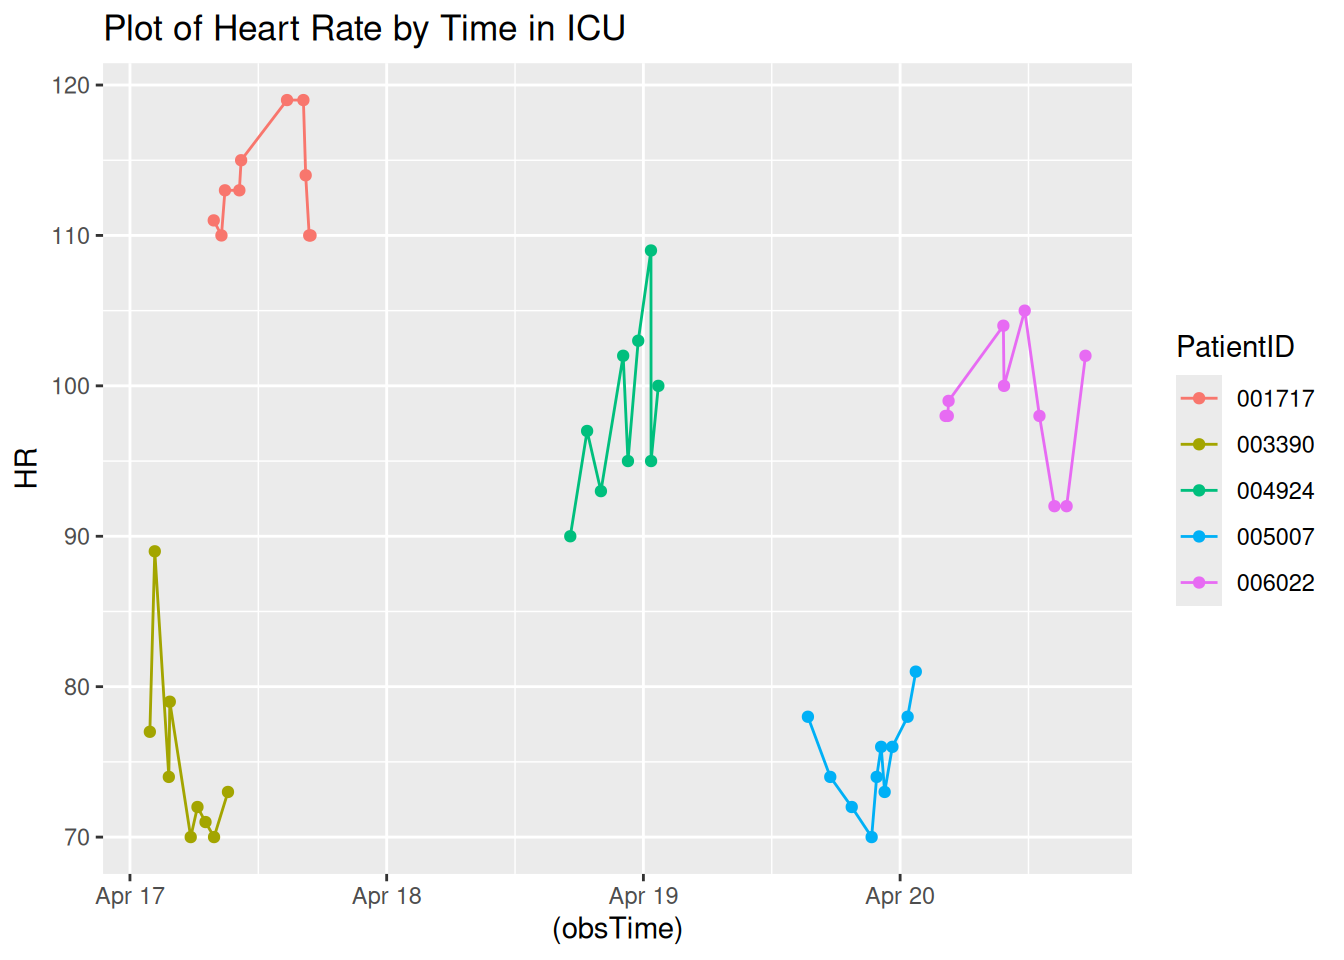 Plot of Heart Rate by Time in ICU
120
110
100
90
80
70
HR
Apr 17
Apr 18
Apr 19
Apr 20
(obsTime)
PatientID
001717
003390
004924
005007
006022